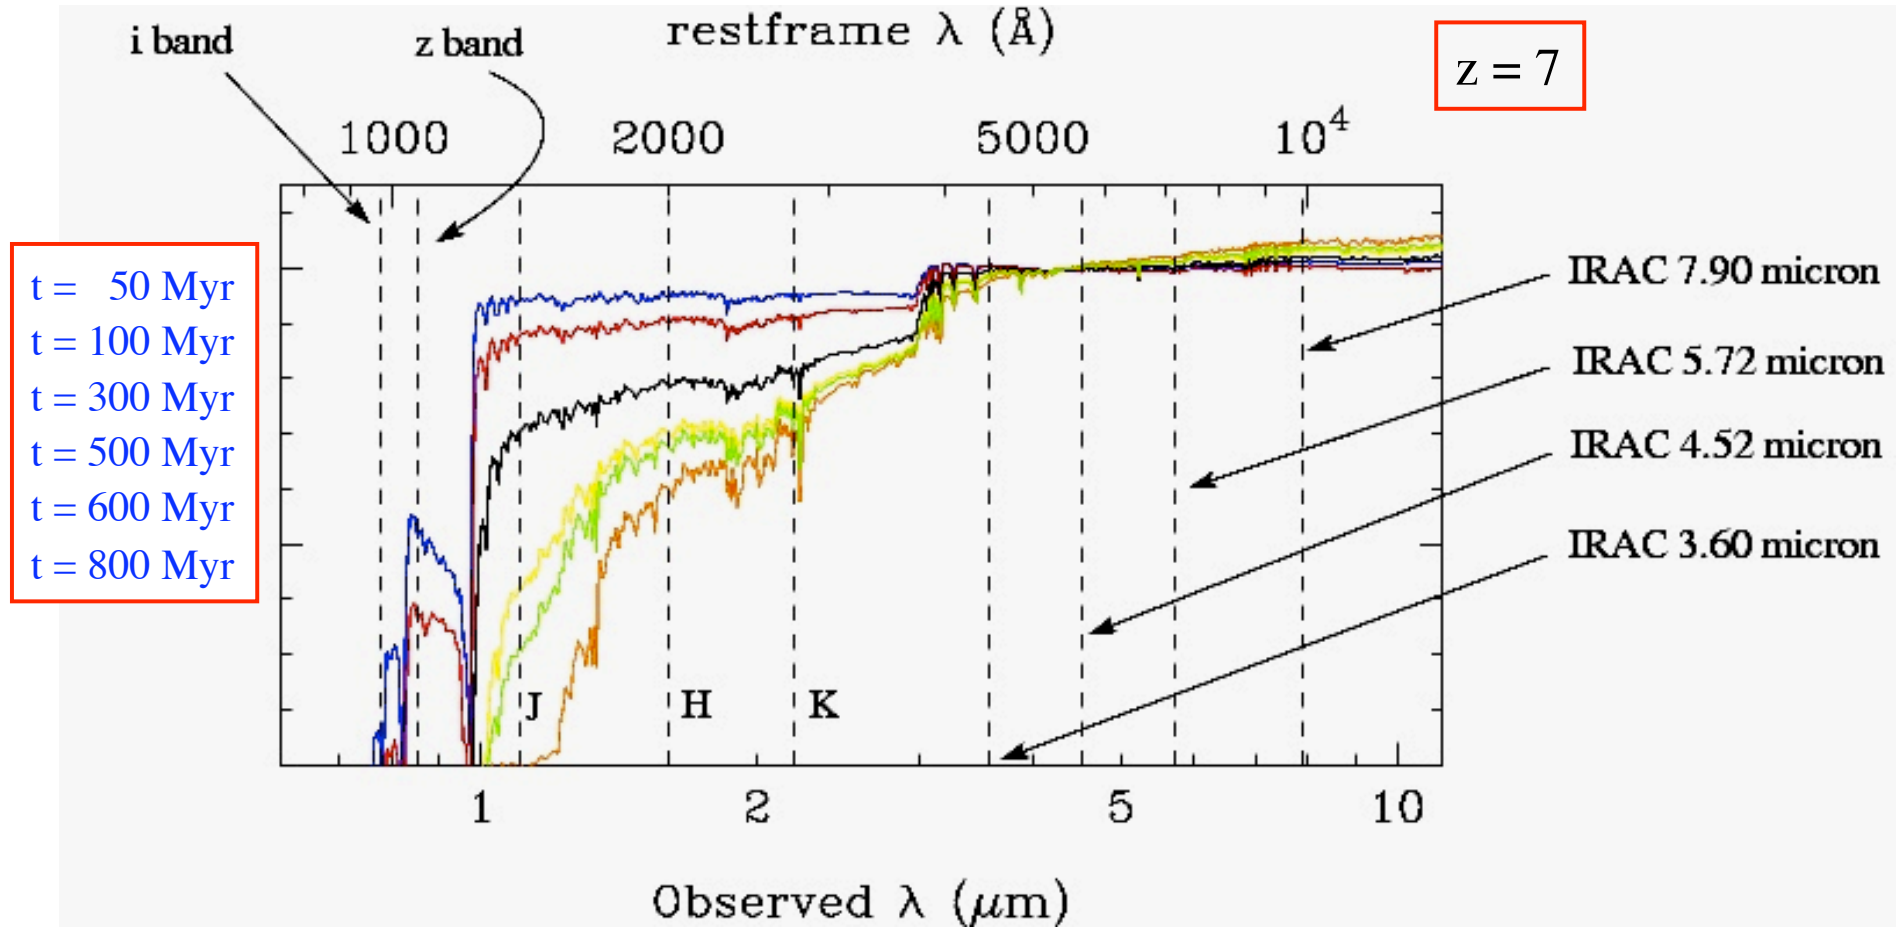 i band
z band
restframe λ (Å)
z = 7
1000
2000
5000
10⁴
t = 50 Myr
t = 100 Myr
t = 300 Myr
t = 500 Myr
t = 600 Myr
t = 800 Myr
IRAC 7.90 micron
IRAC 5.72 micron
IRAC 4.52 micron
IRAC 3.60 micron
J
H
K
1
2
5
10
Observed λ (μm)